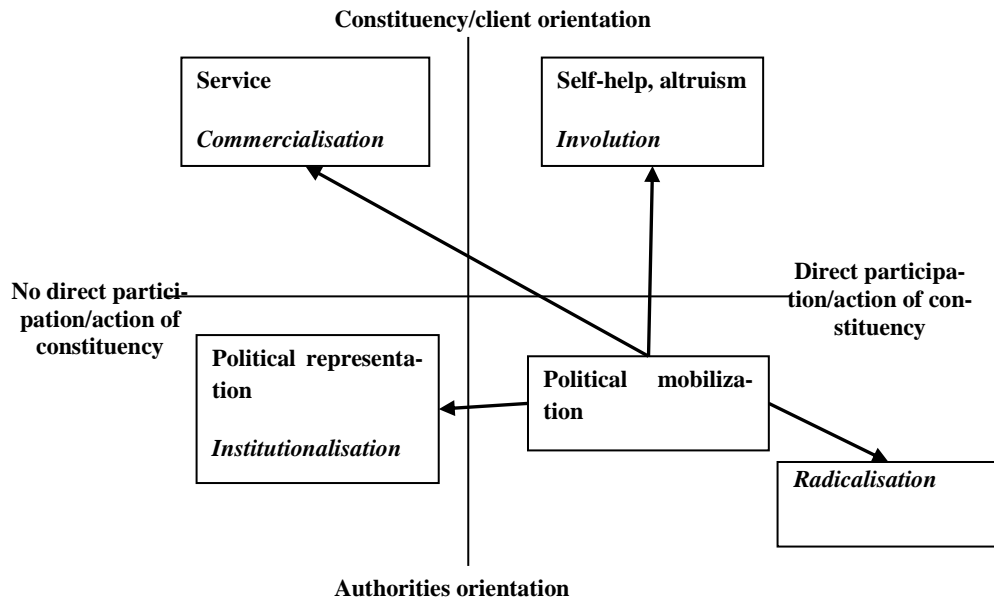 Constituency/client orientation
Service
Commercialisation
Self-help, altruism
Involution
No direct partici-
pation/action of
constituency
Direct participa-
tion/action of con-
stituency
Political representa-
tion
Institutionalisation
Political mobiliza-
tion
Radicalisation
Authorities orientation